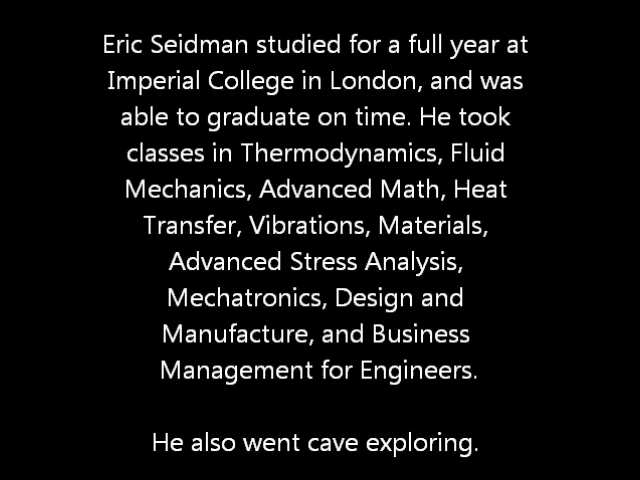 Eric Seidman studied for a full year at
Imperial College in London, and was
able to graduate on time. He took
classes in Thermodynamics, Fluid
Mechanics, Advanced Math, Heat
Transfer, Vibrations, Materials,
Advanced Stress Analysis,
Mechatronics, Design and
Manufacture, and Business
Management for Engineers.
He also went cave exploring.